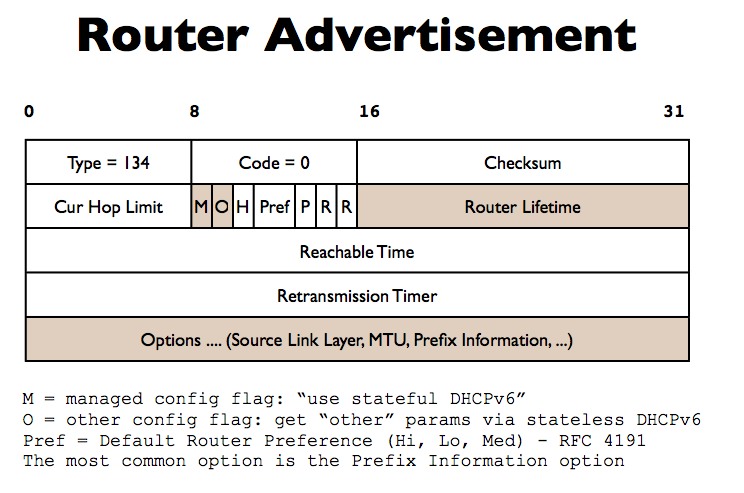 Router Advertisement
0 8 16 31
Type = 134 Code = 0 Checksum
Cur Hop Limit M O H Pref P R R Router Lifetime
Reachable Time
Retransmission Timer
Options .... (Source Link Layer, MTU, Prefix Information, ...)
M = managed config flag: “use stateful DHCPv6”
O = other config flag: get “other” params via stateless DHCPv6
Pref = Default Router Preference (Hi, Lo, Med) – RFC 4191
The most common option is the Prefix Information option